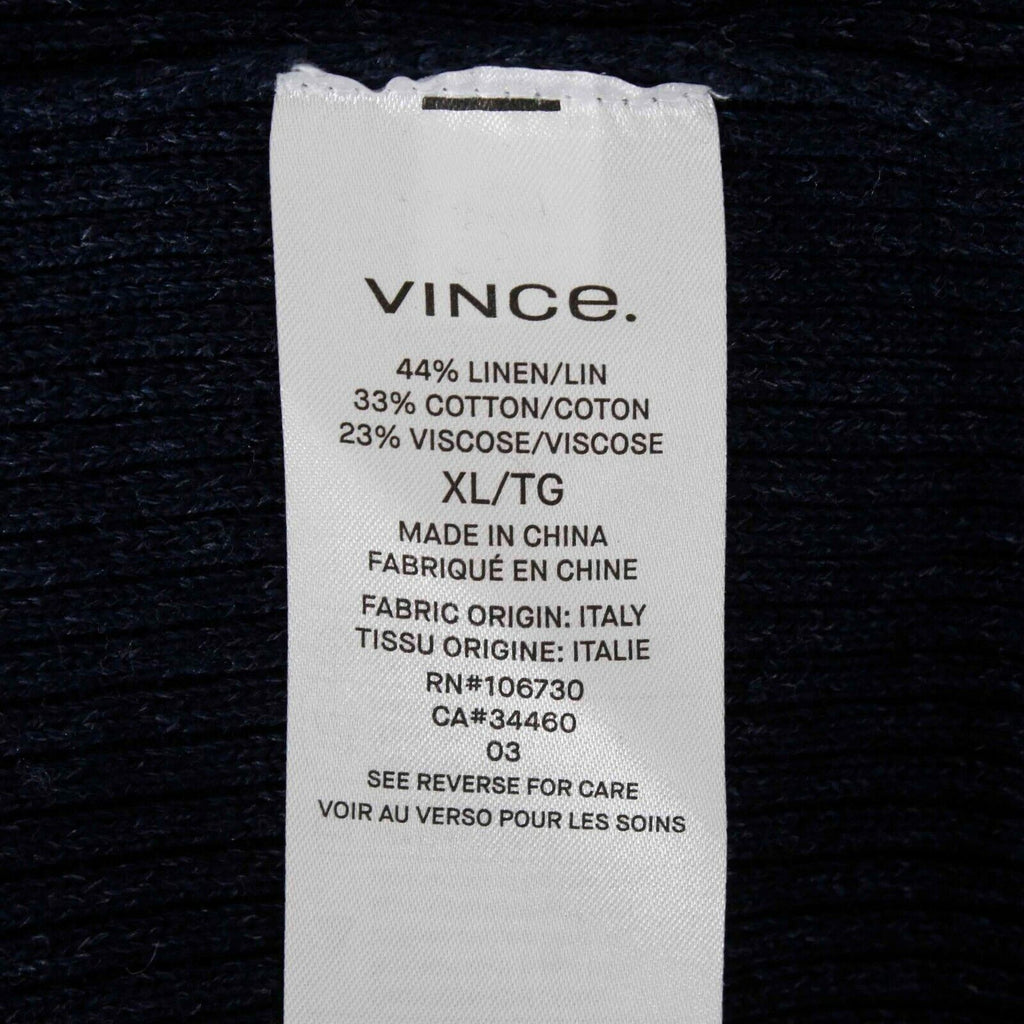 VINCE.
44% LINEN/LIN
33% COTTON/COTON
23% VISCOSE/VISCOSE
XL/TG
MADE IN CHINA
FABRIQUÉ EN CHINE
FABRIC ORIGIN: ITALY
TISSU ORIGINE: ITALIE
RN#106730
CA#34460
03
SEE REVERSE FOR CARE
VOIR AU VERSO POUR LES SOINS